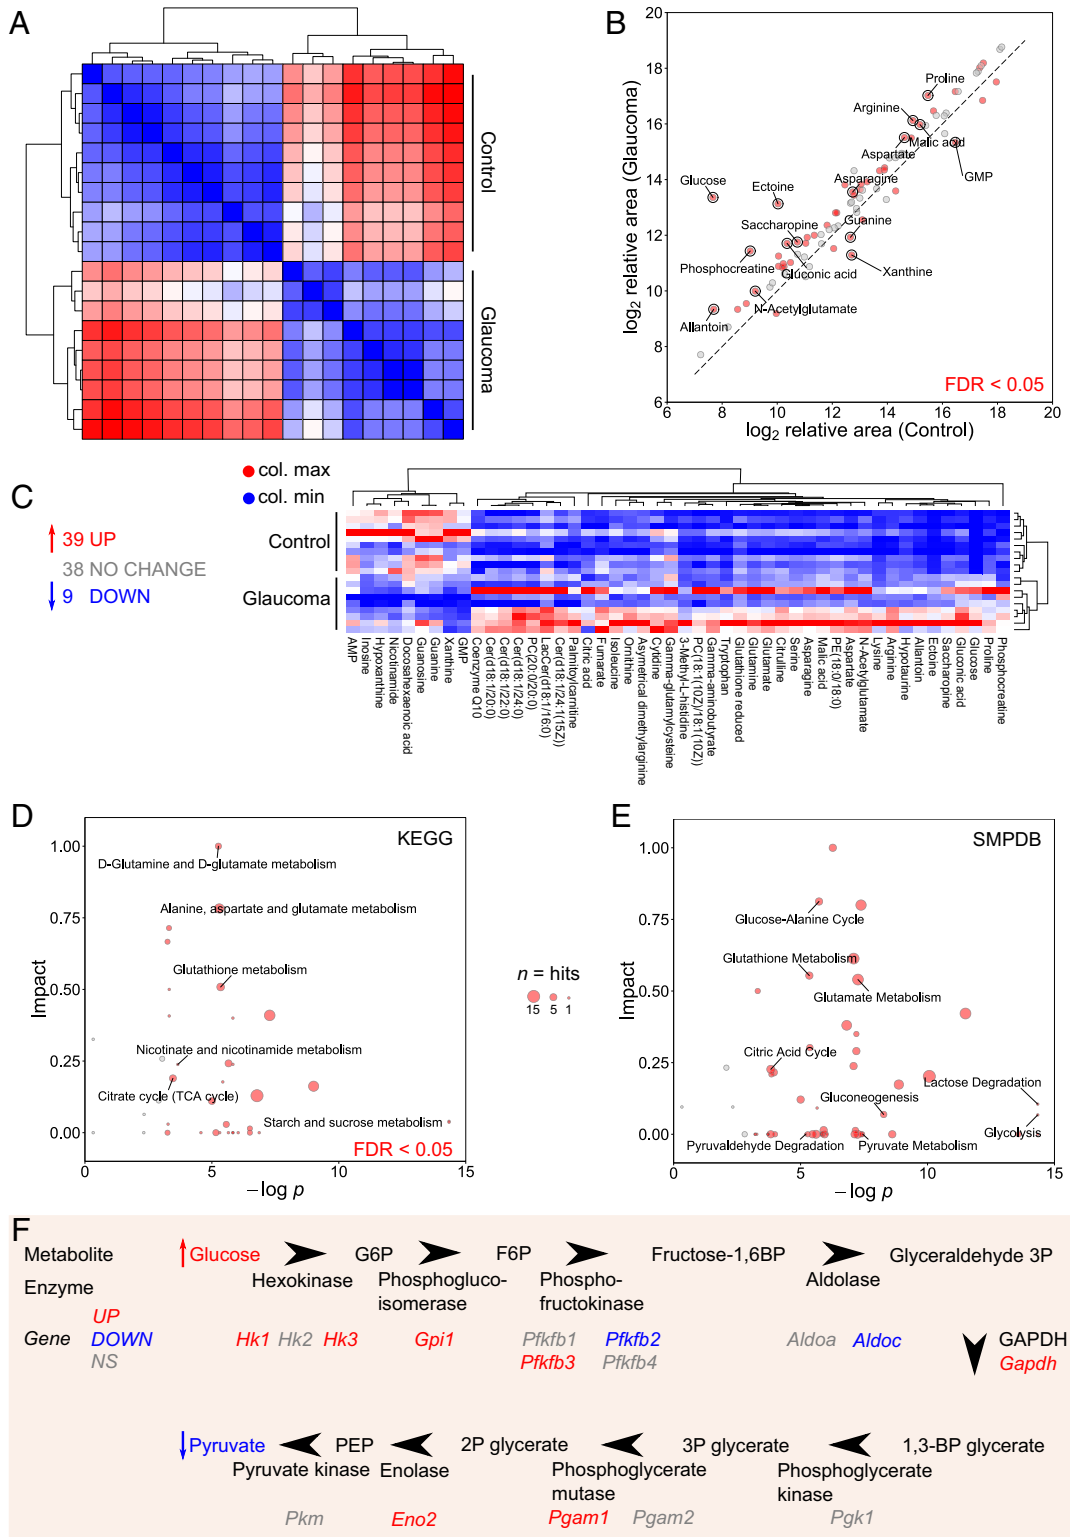 A
Control
Glaucoma
B
log2 relative area (Glaucoma)
20
18
16
14
12
10
8
6
6
8
10
12
14
16
18
20
log2 relative area (Control)
Proline
Arginine
Malic acid
Aspartate
GMP
Asparagine
Glucose
Ectoine
Guanine
Saccharopine
Xanthine
Phosphocreatine
Gluconic acid
N-Acetylglutamate
Allantoin
FDR < 0.05
C
col. max
col. min
39 UP
38 NO CHANGE
9 DOWN
Control
Glaucoma
AMP
Inosine
Hypoxanthine
Nicotinamide
Docosahexaenoic acid
Guanosine
Guanine
Xanthine
GMP
Coenzyme Q10
Cer(d18:1/20:0)
Cer(d18:1/22:0)
Cer(d18:1/24:0)
PC(20:0/20:0)
LacCer(d18:1/16:0)
Cer(d18:1/24:1(15Z))
Palmitoylcarnitine
Citric acid
Fumarate
Isoleucine
Ornithine
Asymetrical dimethylarginine
Cytidine
Gamma-glutamylcysteine
3-Methyl-L-histidine
PC(18:1(10Z)/18:1(10Z))
Gamma-aminobutyrate
Tryptophan
Glutathione reduced
Glutamine
Glutamate
Citrulline
Serine
Asparagine
Malic acid
PE(18:0/18:0)
Aspartate
N-Acetylglutamate
Lysine
Arginine
Hypotaurine
Allantoin
Ectoine
Saccharopine
Gluconic acid
Glucose
Proline
Phosphocreatine
D
KEGG
Impact
1.00
0.75
0.50
0.25
0.00
0
5
10
15
−log p
D-Glutamine and D-glutamate metabolism
Alanine, aspartate and glutamate metabolism
Glutathione metabolism
Nicotinate and nicotinamide metabolism
Citrate cycle (TCA cycle)
Starch and sucrose metabolism
FDR < 0.05
n = hits
15 5 1
E
SMPDB
Impact
1.00
0.75
0.50
0.25
0.00
0
5
10
15
−log p
Glucose-Alanine Cycle
Glutathione Metabolism
Glutamate Metabolism
Citric Acid Cycle
Lactose Degradation
Gluconeogenesis
Glycolysis
Pyruvaldehyde Degradation
Pyruvate Metabolism
F
Metabolite
Enzyme
Gene
UP
DOWN
NS
Glucose
G6P
F6P
Fructose-1,6BP
Glyceraldehyde 3P
Hexokinase
Phosphogluco-
isomerase
Phospho-
fructokinase
Aldolase
Hk1 Hk2 Hk3
Gpi1
Pfkfb1 Pfkfb2
Pfkfb3 Pfkfb4
Aldoa Aldoc
GAPDH
Gapdh
Pyruvate
PEP
2P glycerate
3P glycerate
1,3-BP glycerate
Pyruvate kinase
Enolase
Phosphoglycerate
mutase
Phosphoglycerate
kinase
Pkm
Eno2
Pgam1 Pgam2
Pgk1